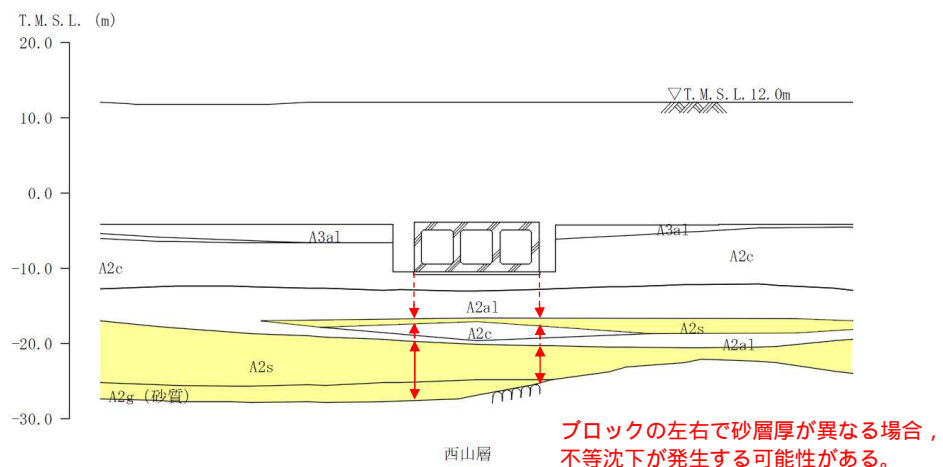 T.M.S.L. (m)
20.0
▽T.M.S.L.12.0m
10.0
0.0
A3al
A3al
A2c
A2c
-10.0
A2al
A2s
A2c
-20.0
A2al
A2s
A2g (砂質)
-30.0
西山層
ブロックの左右で砂層厚が異なる場合，
不等沈下が発生する可能性がある。